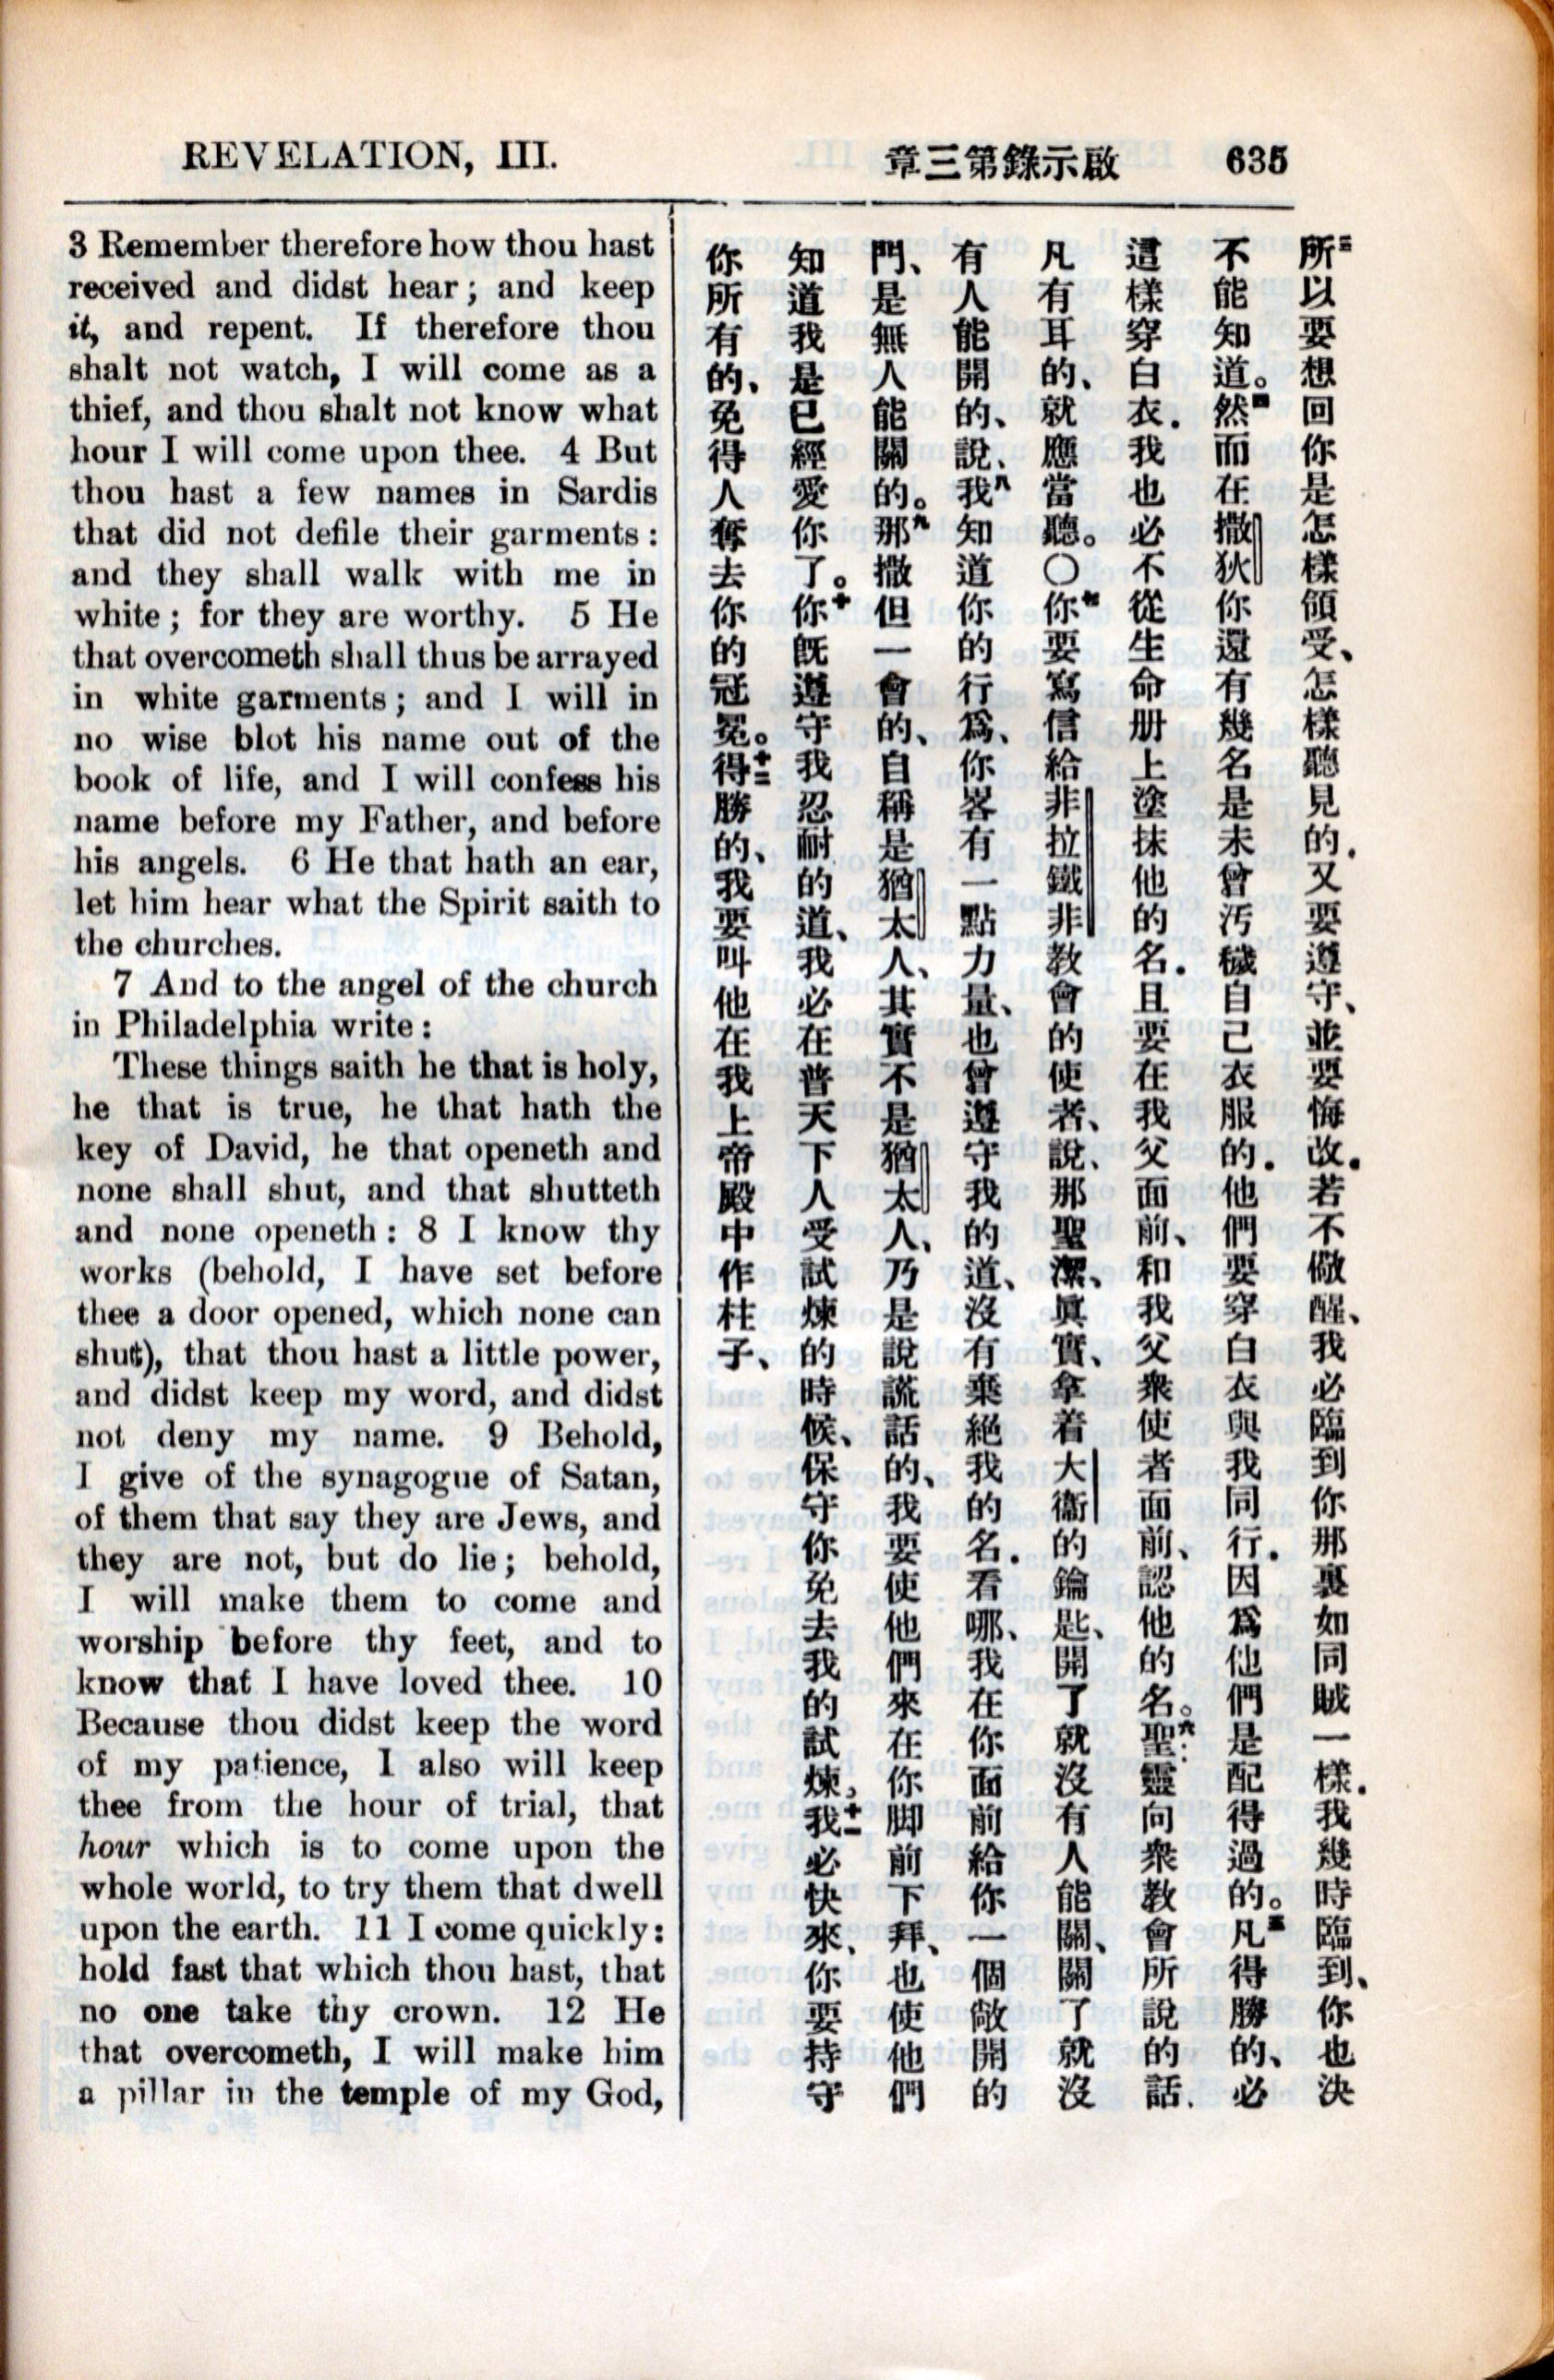 REVELATION, III.
章三第錄示啟 635
3 Remember therefore how thou hast
received and didst hear; and keep
it, and repent. If therefore thou
shalt not watch, I will come as a
thief, and thou shalt not know what
hour I will come upon thee. 4 But
thou hast a few names in Sardis
that did not defile their garments:
and they shall walk with me in
white; for they are worthy. 5 He
that overcometh shall thus be arrayed
in white garments; and I will in
no wise blot his name out of the
book of life, and I will confess his
name before my Father, and before
his angels. 6 He that hath an ear,
let him hear what the Spirit saith to
the churches.
7 And to the angel of the church
in Philadelphia write:
These things saith he that is holy,
he that is true, he that hath the
key of David, he that openeth and
none shall shut, and that shutteth
and none openeth: 8 I know thy
works (behold, I have set before
thee a door opened, which none can
shut), that thou hast a little power,
and didst keep my word, and didst
not deny my name. 9 Behold,
I give of the synagogue of Satan,
of them that say they are Jews, and
they are not, but do lie; behold,
I will make them to come and
worship before thy feet, and to
know that I have loved thee. 10
Because thou didst keep the word
of my patience, I also will keep
thee from the hour of trial, that
hour which is to come upon the
whole world, to try them that dwell
upon the earth. 11 I come quickly:
hold fast that which thou hast, that
no one take thy crown. 12 He
that overcometh, I will make him
a pillar in the temple of my God,
三所以要想回你是怎樣領受、怎樣聽見的．又要遵守、並要悔改．若不儆醒、我必臨到你那裏如同賊一樣．我幾時臨到、你也決
不能知道。四然而在撒狄你還有幾名是未曾汚穢自己衣服的．他們要穿白衣與我同行．因爲他們是配得過的。五凡得勝的、必
這樣穿白衣．我也必不從生命册上塗抹他的名．且要在我父面前、和我父衆使者面前、認他的名。六聖靈向衆教會所說的話．
凡有耳的、就應當聽。○七你要寫信給非拉鐵非教會的使者、說、那聖潔、眞實、拿着大衞的鑰匙、開了就沒有人能關、關了就沒
有人能開的、說、八我知道你的行爲、你畧有一點力量、也曾遵守我的道、沒有棄絕我的名．看哪、我在你面前給你一個敞開的
門、是無人能關的。九那撒但一會的、自稱是猶太人、其實不是猶太人、乃是說謊話的、我要使他們來在你脚前下拜、也使他們
知道我是已經愛你了。十你旣遵守我忍耐的道、我必在普天下人受試煉的時候、保守你免去我的試煉。十一我必快來、你要持守
你所有的、免得人奪去你的冠冕。十二得勝的、我要叫他在我上帝殿中作柱子、